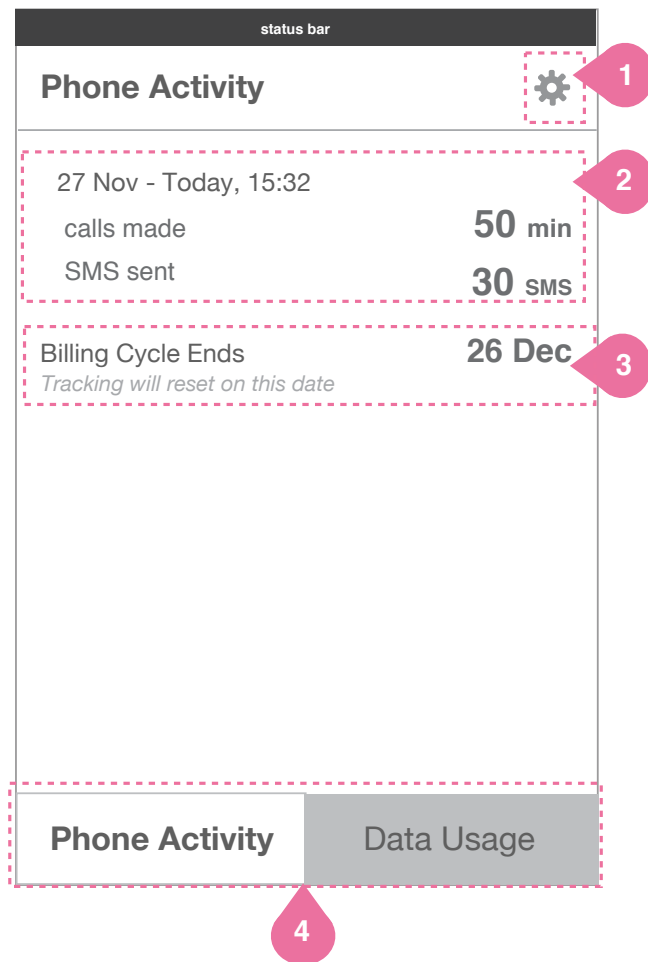 status bar
Phone Activity
1
27 Nov - Today, 15:32
2
calls made 50 min
SMS sent 30 SMS
Billing Cycle Ends 26 Dec
3
Tracking will reset on this date
Phone Activity Data Usage
4